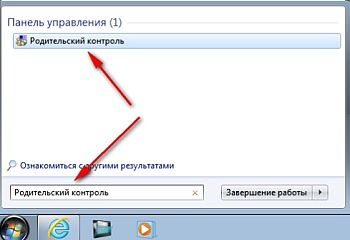 Панель управления (1)
Родительский контроль
Ознакомиться с другими результатами
Родительский контроль ×
Завершение работы